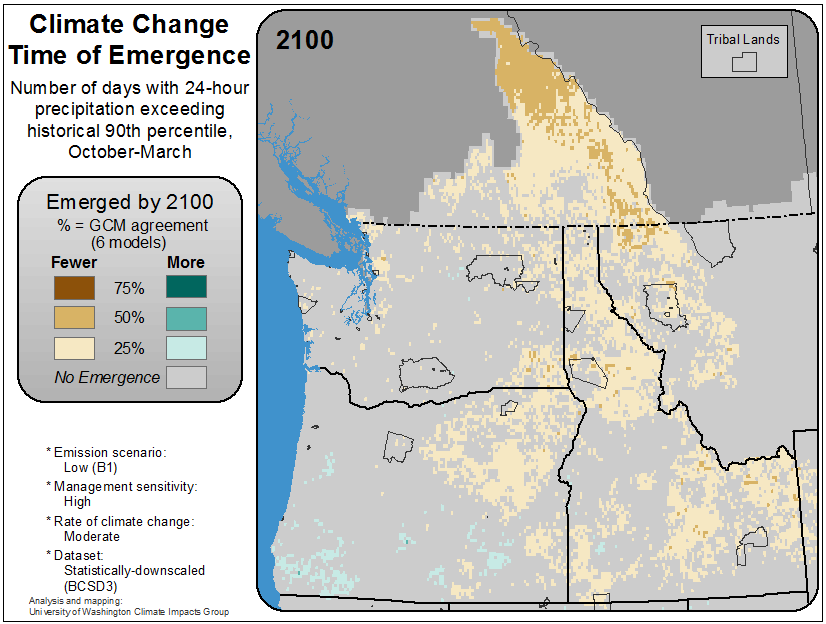 Climate Change
Time of Emergence
Number of days with 24-hour
precipitation exceeding
historical 90th percentile,
October-March
Emerged by 2100
% = GCM agreement
(6 models)
Fewer More
75%
50%
25%
No Emergence
* Emission scenario:
Low (B1)
* Management sensitivity:
High
* Rate of climate change:
Moderate
* Dataset:
Statistically-downscaled
(BCSD3)
Analysis and mapping:
University of Washington Climate Impacts Group
2100
Tribal Lands